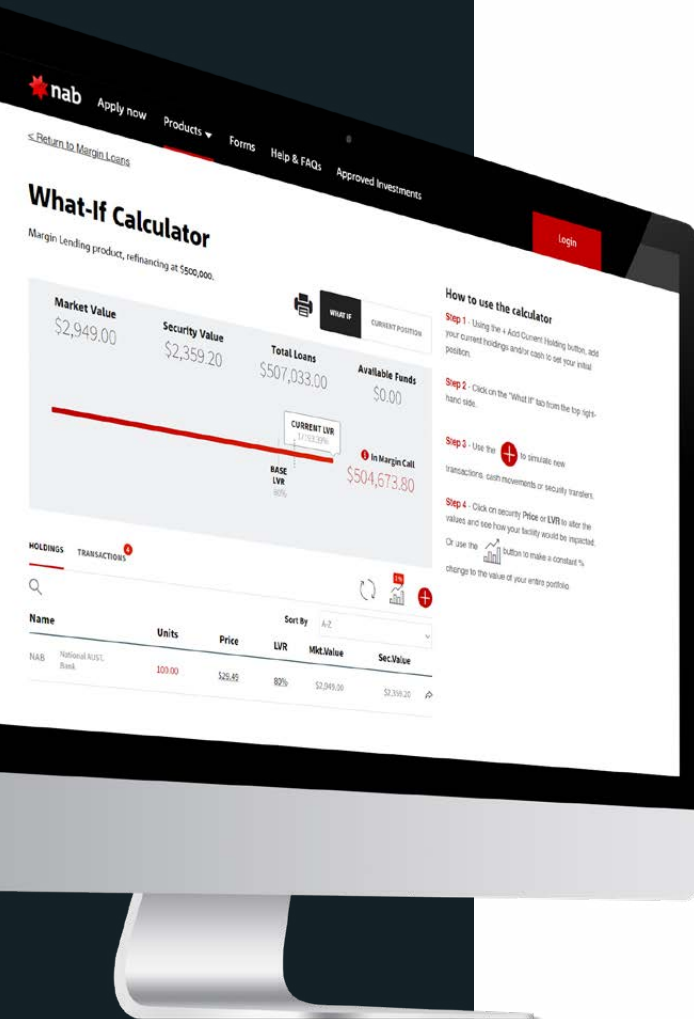 nab
Apply now
Products
Forms
Help & FAQs
Approved Investments
Login
< Return to Margin Loans
What-If Calculator
Margin Lending product, refinancing at $500,000.
WHAT IF
CURRENT POSITION
Market Value
$2,949.00
Security Value
$2,359.20
Total Loans
$507,033.00
Available Funds
$0.00
CURRENT LVR
BASE
LVR
80%
In Margin Call
$504,673.80
HOLDINGS
TRANSACTIONS
Sort By
A-Z
Name
Units
Price
LVR
Mkt.Value
Sec.Value
NAB
National AUST.
Bank
100.00
$29.49
80%
$2,949.00
$2,359.20
How to use the calculator
Step 1 - Using the + Add Current Holding button, add
your current holdings and/or cash to set your initial
position.
Step 2 - Click on the "What If" tab from the top right-
hand side.
Step 3 - Use the + to simulate new
transactions, cash movements or security transfers.
Step 4 - Click on security Price or LVR to alter the
values and see how your facility would be impacted.
Or use the button to make a constant %
change to the value of your entire portfolio